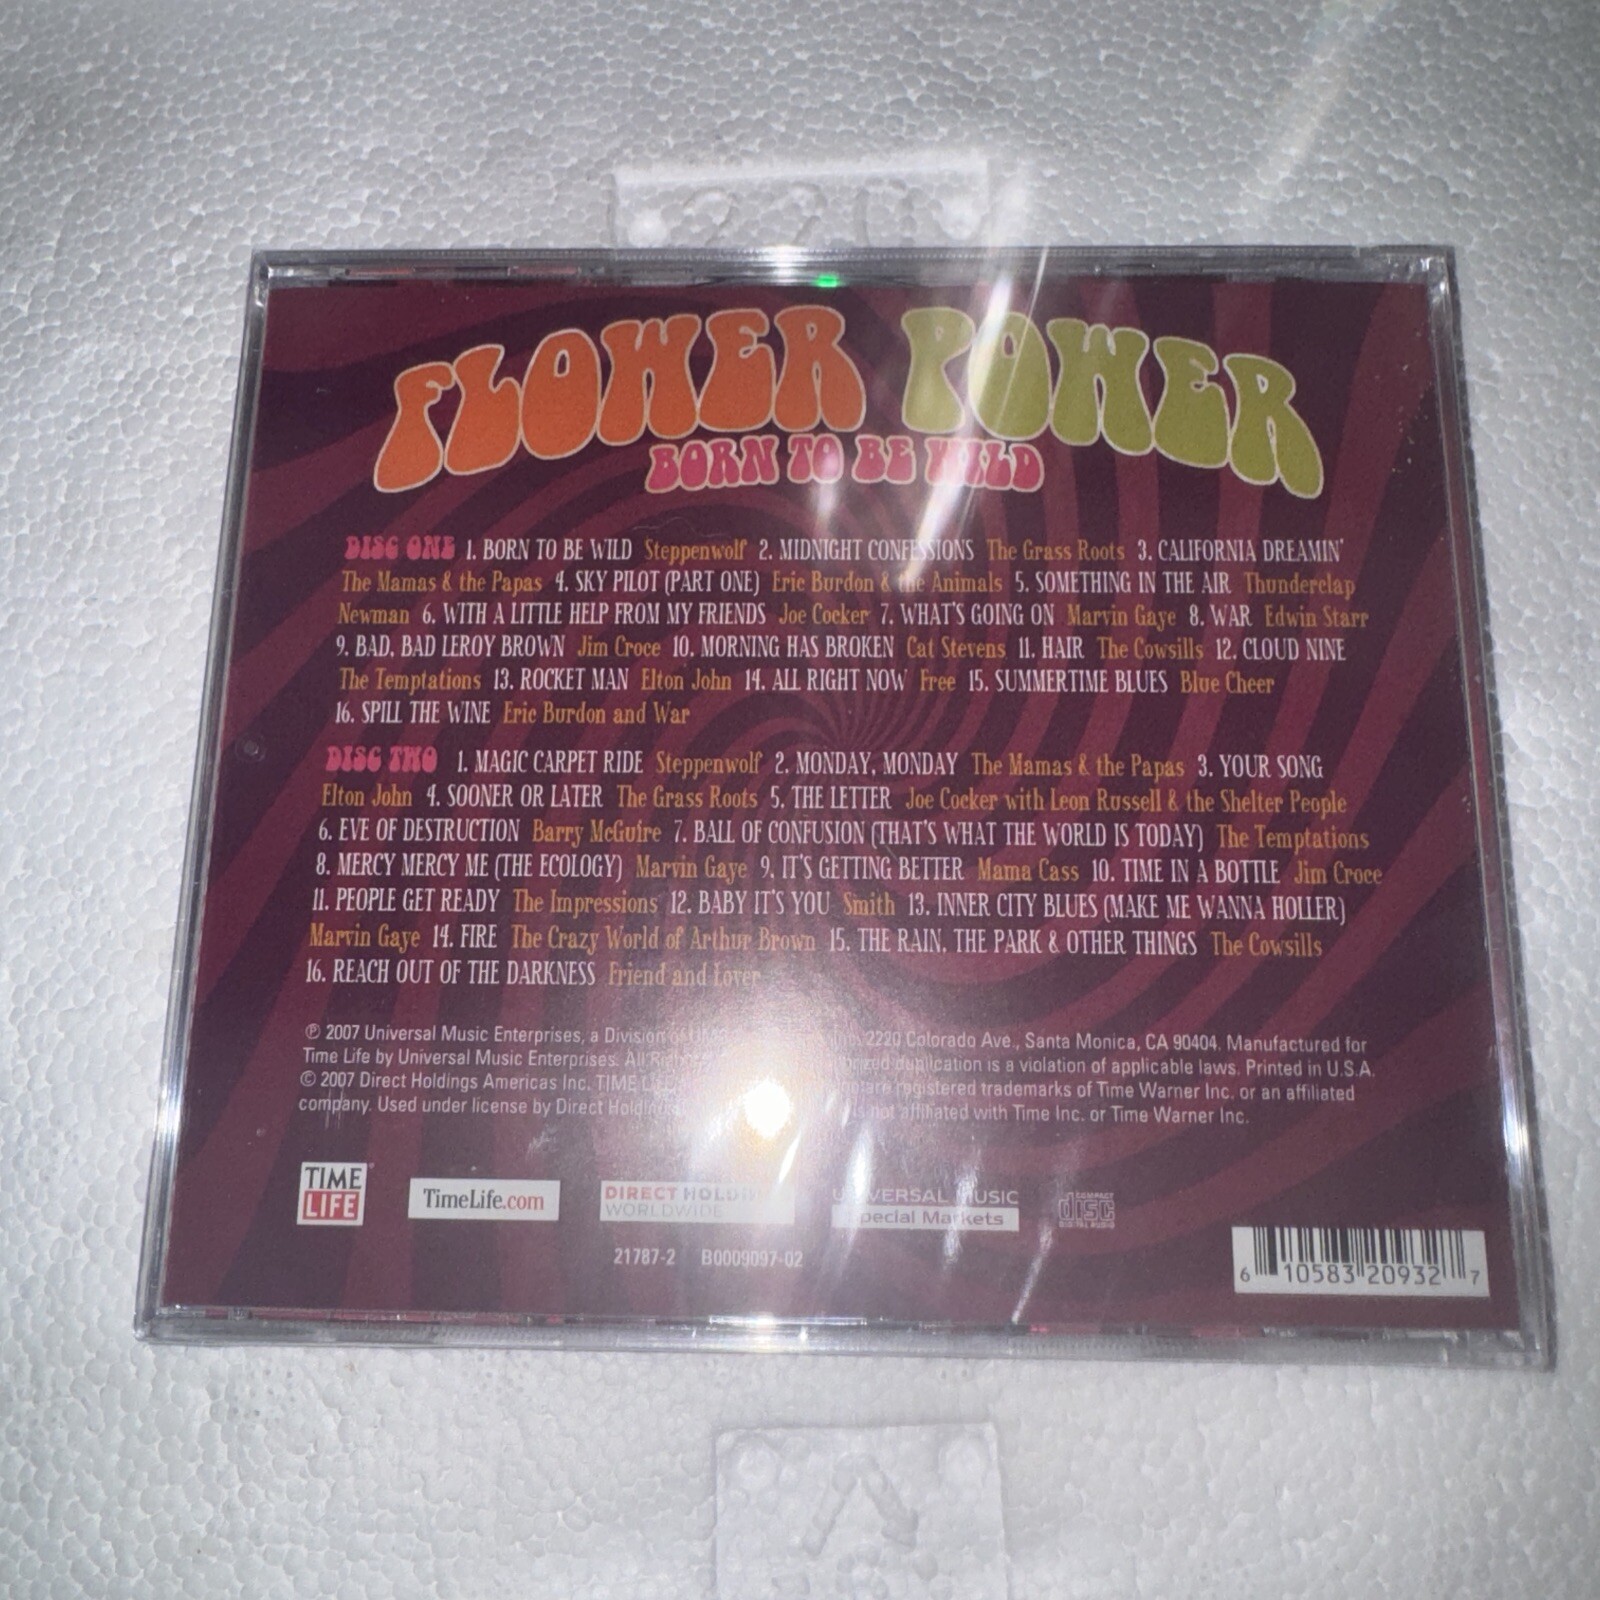 FLOWER POWER
BORN TO BE WILD
DISC ONE 1. BORN TO BE WILD Steppenwolf 2. MIDNIGHT CONFESSIONS The Grass Roots 3. CALIFORNIA DREAMIN'
The Mamas & the Papas 4. SKY PILOT (PART ONE) Eric Burdon & the Animals 5. SOMETHING IN THE AIR Thunderclap
Newman 6. WITH A LITTLE HELP FROM MY FRIENDS Joe Cocker 7. WHAT'S GOING ON Marvin Gaye 8. WAR Edwin Starr
9. BAD, BAD LEROY BROWN Jim Croce 10. MORNING HAS BROKEN Cat Stevens 11. HAIR The Cowsills 12. CLOUD NINE
The Temptations 13. ROCKET MAN Elton John 14. ALL RIGHT NOW Free 15. SUMMERTIME BLUES Blue Cheer
16. SPILL THE WINE Eric Burdon and War
DISC TWO 1. MAGIC CARPET RIDE Steppenwolf 2. MONDAY, MONDAY The Mamas & the Papas 3. YOUR SONG
Elton John 4. SOONER OR LATER The Grass Roots 5. THE LETTER Joe Cocker with Leon Russell & the Shelter People
6. EVE OF DESTRUCTION Barry McGuire 7. BALL OF CONFUSION (THAT'S WHAT THE WORLD IS TODAY) The Temptations
8. MERCY MERCY ME (THE ECOLOGY) Marvin Gaye 9. IT'S GETTING BETTER Mama Cass 10. TIME IN A BOTTLE Jim Croce
11. PEOPLE GET READY The Impressions 12. BABY IT'S YOU Smith 13. INNER CITY BLUES (MAKE ME WANNA HOLLER)
Marvin Gaye 14. FIRE The Crazy World of Arthur Brown 15. THE RAIN, THE PARK & OTHER THINGS The Cowsills
16. REACH OUT OF THE DARKNESS Friend and Lover
℗ 2007 Universal Music Enterprises, a Division of 2220 Colorado Ave., Santa Monica, CA 90404. Manufactured for
Time Life by Universal Music Enterprises. All duplication is a violation of applicable laws. Printed in U.S.A.
© 2007 Direct Holdings Americas Inc. TIME are registered trademarks of Time Warner Inc. or an affiliated
company. Used under license by Direct is not affiliated with Time Inc. or Time Warner Inc.
TIME
LIFE
TimeLife.com
DIRECT HOLDINGS
WORLDWIDE
UNIVERSAL MUSIC
Special Markets
COMPACT
disc
DIGITAL AUDIO
21787-2 B0009097-02
6 10583 20932 7